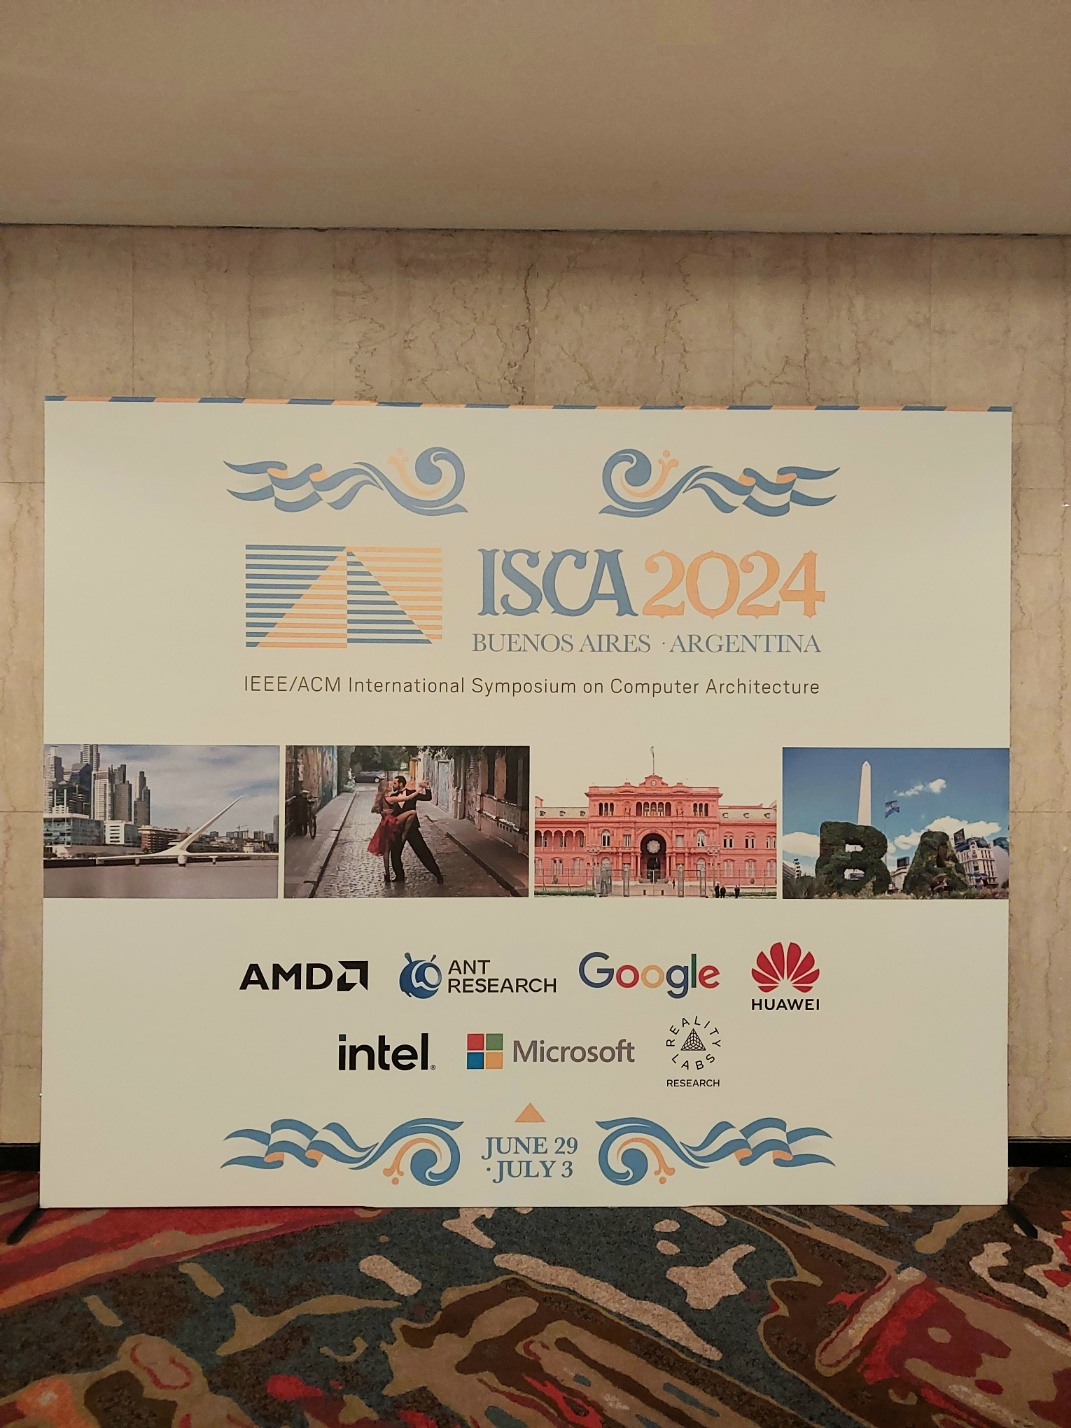 ISCA 2024
BUENOS AIRES · ARGENTINA
IEEE/ACM International Symposium on Computer Architecture
BA
AMD
ANT
RESEARCH
Google
HUAWEI
intel.
Microsoft
REALITY LABS
RESEARCH
JUNE 29
· JULY 3